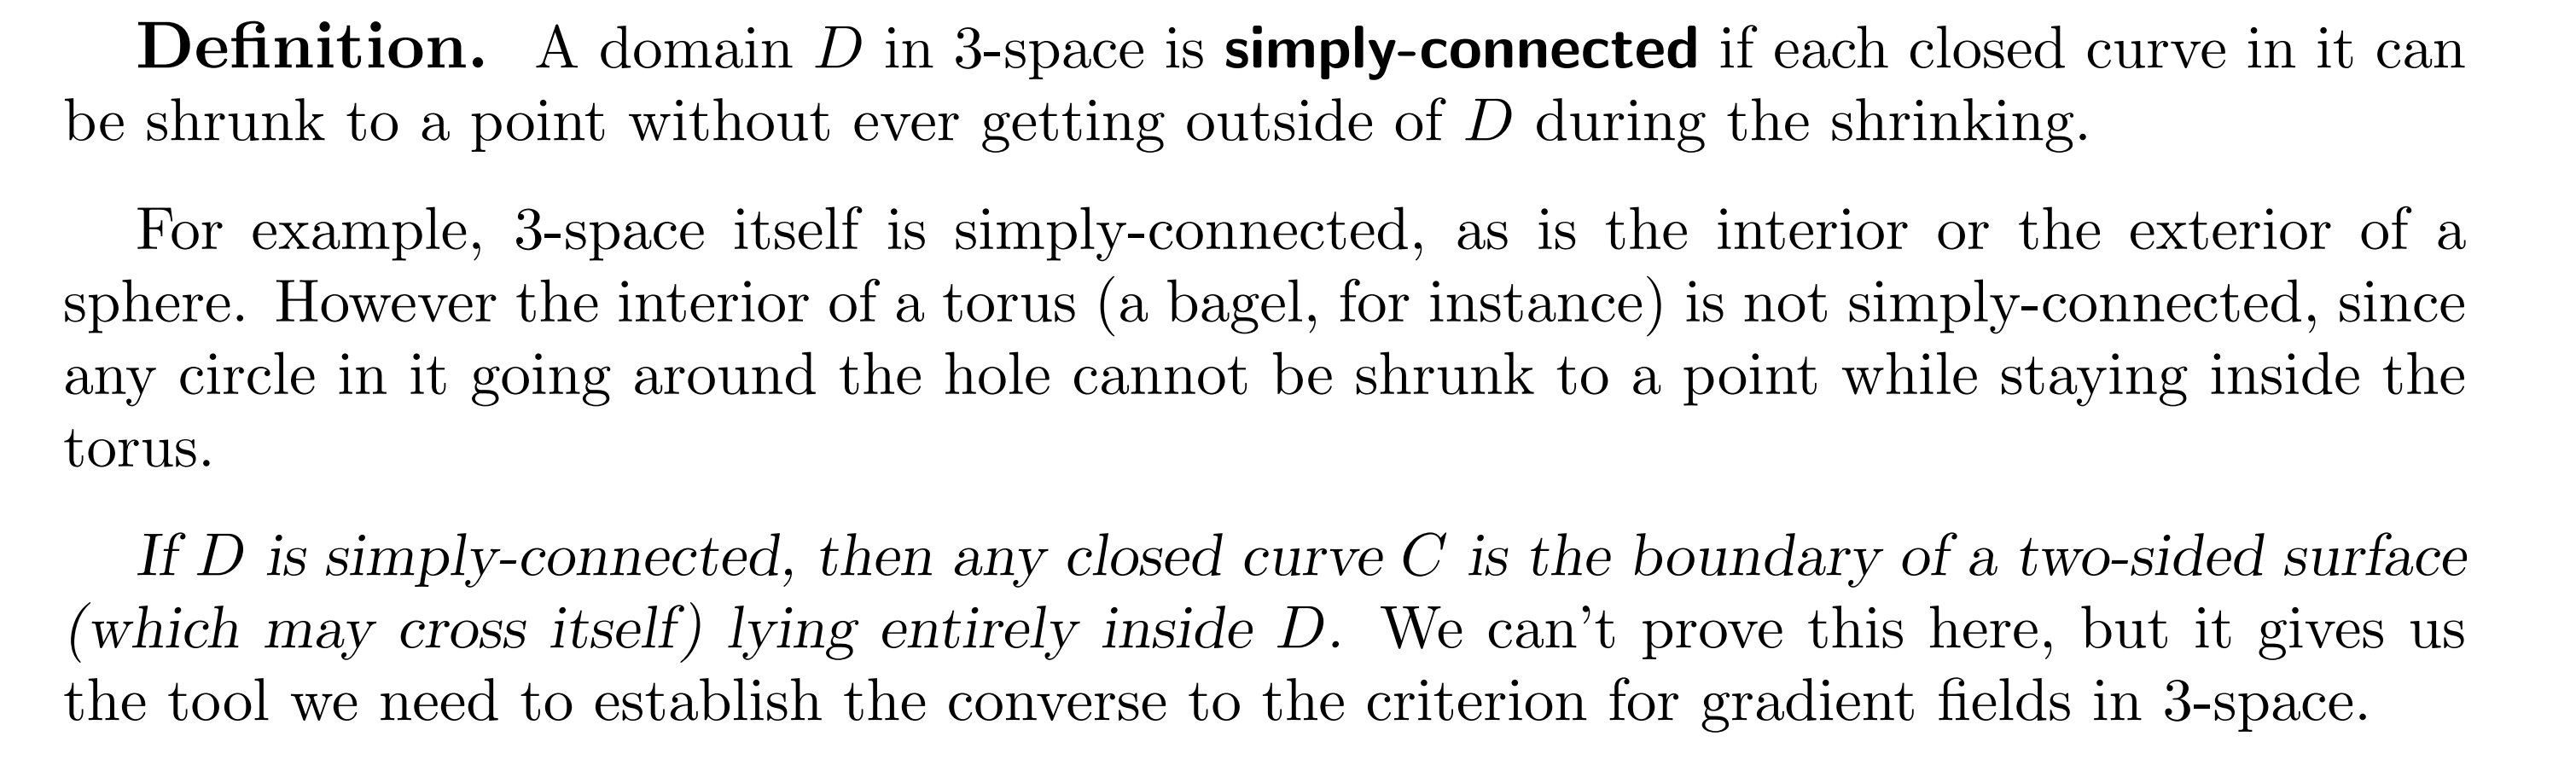 Definition. A domain D in 3-space is simply-connected if each closed curve in it can
be shrunk to a point without ever getting outside of D during the shrinking.
For example, 3-space itself is simply-connected, as is the interior or the exterior of a
sphere. However the interior of a torus (a bagel, for instance) is not simply-connected, since
any circle in it going around the hole cannot be shrunk to a point while staying inside the
torus.
If D is simply-connected, then any closed curve C is the boundary of a two-sided surface
(which may cross itself) lying entirely inside D. We can't prove this here, but it gives us
the tool we need to establish the converse to the criterion for gradient fields in 3-space.